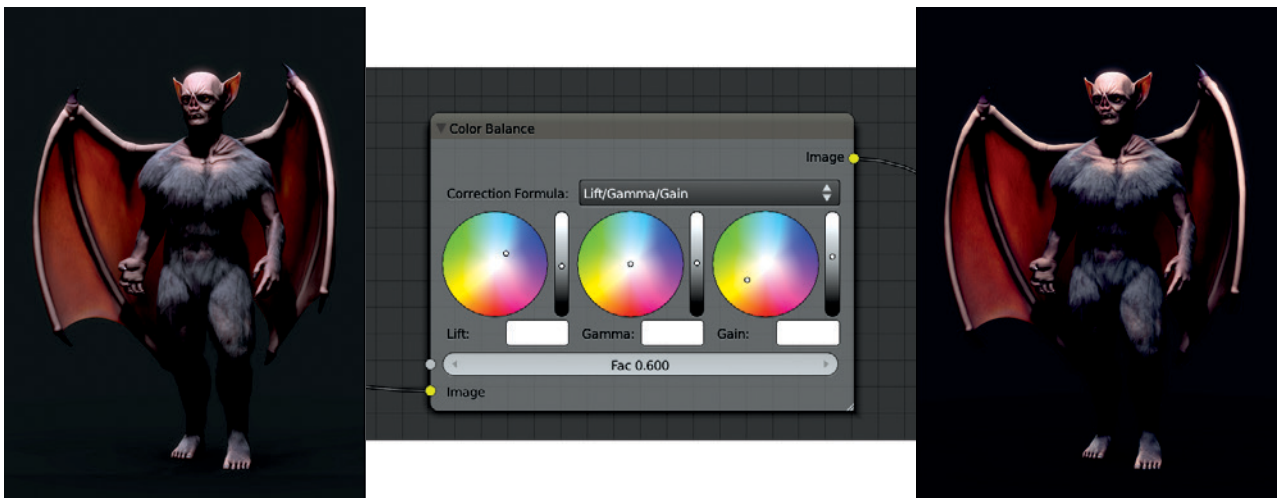 Color Balance
Image
Correction Formula: Lift/Gamma/Gain
Lift: Gamma: Gain:
Fac 0.600
Image